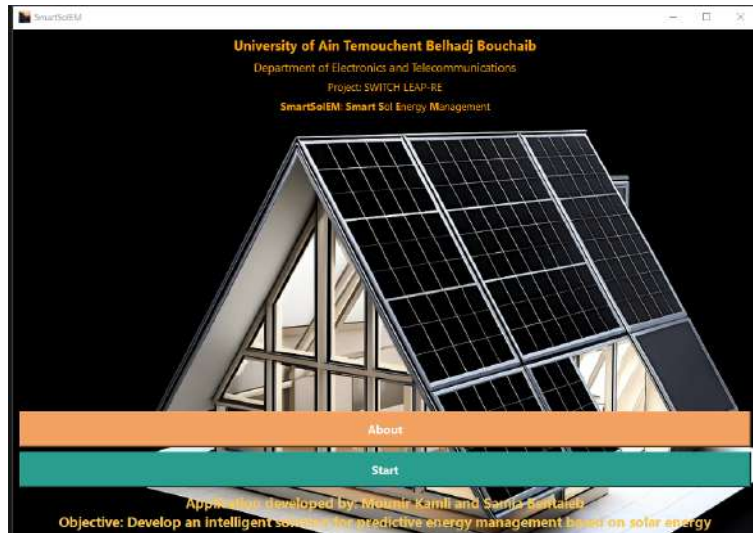 SmartSolEM
University of Ain Temouchent Belhadj Bouchaib
Department of Electronics and Telecommunications
Project: SWITCH LEAP-RE
SmartSolEM: Smart Sol Energy Management
About
Start
Application developed by: Mounir Kamli and Samia Bentaieb
Objective: Develop an intelligent solution for predictive energy management based on solar energy